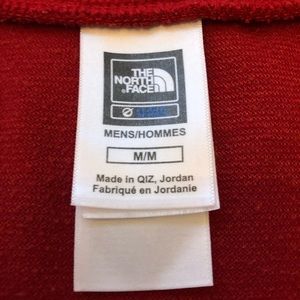 THE
NORTH
FACE
MENS/HOMMES
M/M
Made in QIZ, Jordan
Fabriqué en Jordanie